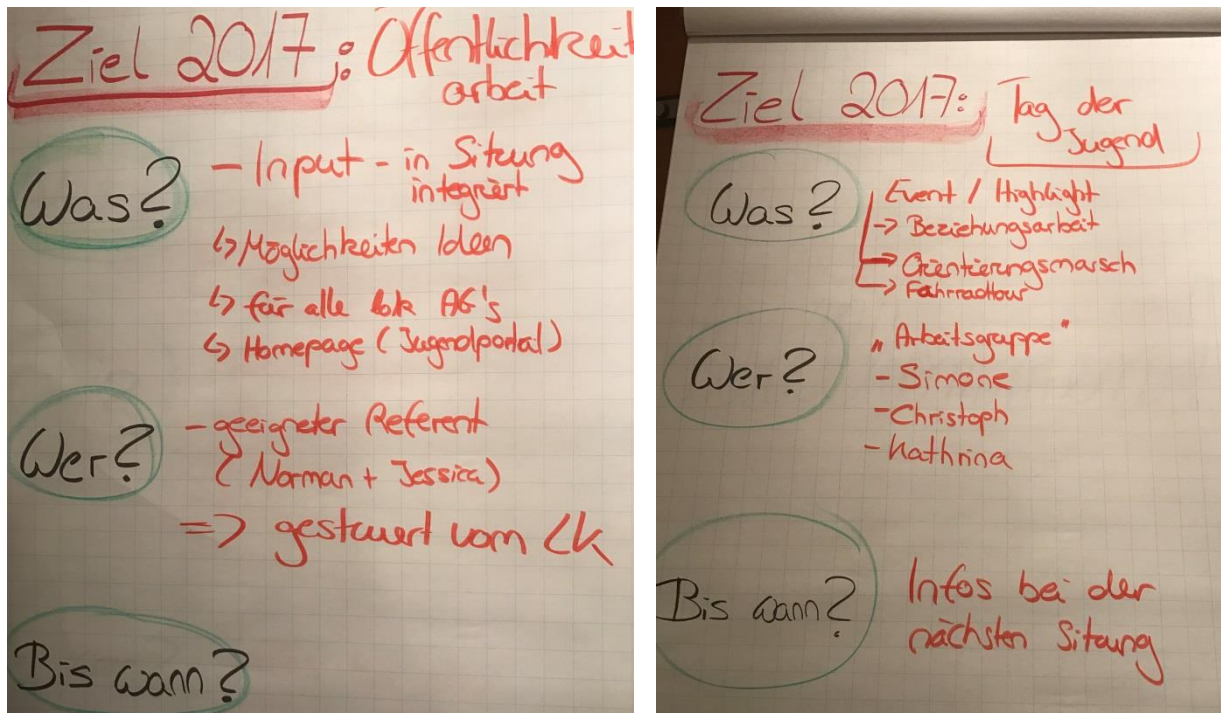 Ziel 2017: Öffentlichkeit
arbeit
Was?
- Input - in Sitzung
integriert
↳ Möglichkeiten Ideen
↳ für alle lok AG's
↳ Homepage (Jugendportal)
Wer?
- geeigneter Referent
(Norman + Jessica)
=> gesteuert vom LK
Bis wann?
Ziel 2017: Tag der
Jugend
Was?
Event / Highlight
-> Beziehungsarbeit
-> Orientierungsmarsch
-> Fahrradtour
Wer?
„Arbeitsgruppe"
- Simone
- Christoph
- Kathrina
Bis wann?
Infos bei der
nächsten Sitzung